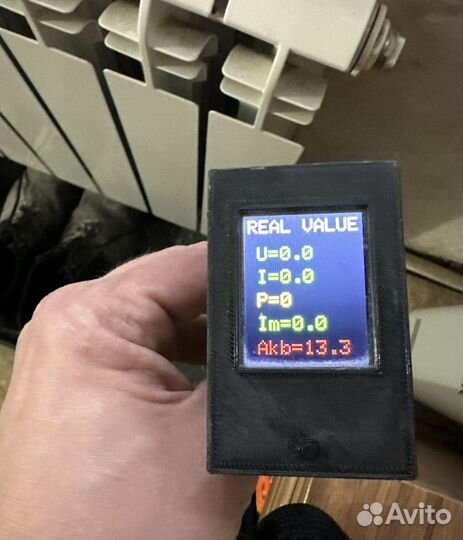 REAL VALUE
U=0.0
I=0.0
P=0
Im=0.0
Akb=13.3
Avito